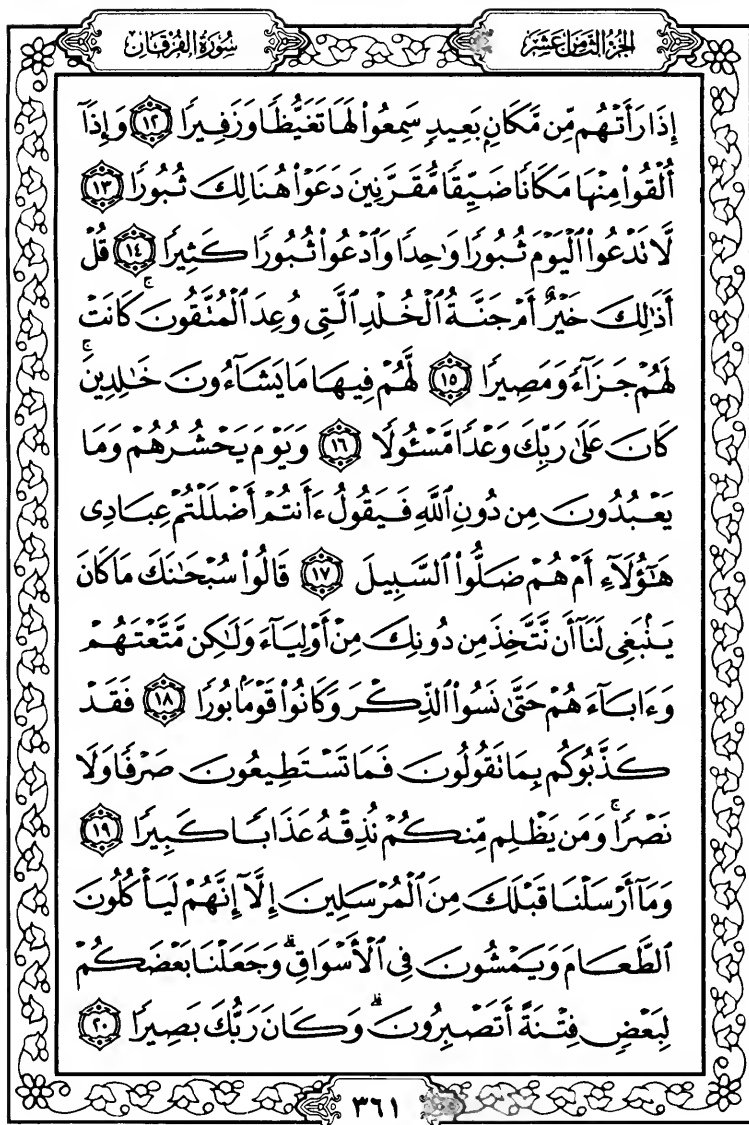 الجزء الثامن عشر
سورة الفرقان
إِذَا رَأَتْهُم مِّن مَّكَانٍۭ بَعِيدٍ سَمِعُوا۟ لَهَا تَغَيُّظًا وَزَفِيرًا ١٢ وَإِذَآ
أُلْقُوا۟ مِنْهَا مَكَانًا ضَيِّقًا مُّقَرَّنِينَ دَعَوْا۟ هُنَالِكَ ثُبُورًا ١٣
لَّا تَدْعُوا۟ ٱلْيَوْمَ ثُبُورًا وَٰحِدًا وَٱدْعُوا۟ ثُبُورًا كَثِيرًا ١٤ قُلْ
أَذَٰلِكَ خَيْرٌ أَمْ جَنَّةُ ٱلْخُلْدِ ٱلَّتِى وُعِدَ ٱلْمُتَّقُونَ ۚ كَانَتْ
لَهُمْ جَزَآءً وَمَصِيرًا ١٥ لَّهُمْ فِيهَا مَا يَشَآءُونَ خَٰلِدِينَ ۚ
كَانَ عَلَىٰ رَبِّكَ وَعْدًا مَّسْـُٔولًا ١٦ وَيَوْمَ يَحْشُرُهُمْ وَمَا
يَعْبُدُونَ مِن دُونِ ٱللَّهِ فَيَقُولُ ءَأَنتُمْ أَضْلَلْتُمْ عِبَادِى
هَٰٓؤُلَآءِ أَمْ هُمْ ضَلُّوا۟ ٱلسَّبِيلَ ١٧ قَالُوا۟ سُبْحَٰنَكَ مَا كَانَ
يَنۢبَغِى لَنَآ أَن نَّتَّخِذَ مِن دُونِكَ مِنْ أَوْلِيَآءَ وَلَٰكِن مَّتَّعْتَهُمْ
وَءَابَآءَهُمْ حَتَّىٰ نَسُوا۟ ٱلذِّكْرَ وَكَانُوا۟ قَوْمًۢا بُورًا ١٨ فَقَدْ
كَذَّبُوكُم بِمَا تَقُولُونَ فَمَا تَسْتَطِيعُونَ صَرْفًا وَلَا
نَصْرًا ۚ وَمَن يَظْلِم مِّنكُمْ نُذِقْهُ عَذَابًا كَبِيرًا ١٩
وَمَآ أَرْسَلْنَا قَبْلَكَ مِنَ ٱلْمُرْسَلِينَ إِلَّآ إِنَّهُمْ لَيَأْكُلُونَ
ٱلطَّعَامَ وَيَمْشُونَ فِى ٱلْأَسْوَاقِ ۗ وَجَعَلْنَا بَعْضَكُمْ
لِبَعْضٍ فِتْنَةً أَتَصْبِرُونَ ۗ وَكَانَ رَبُّكَ بَصِيرًا ٢٠
٣٦١